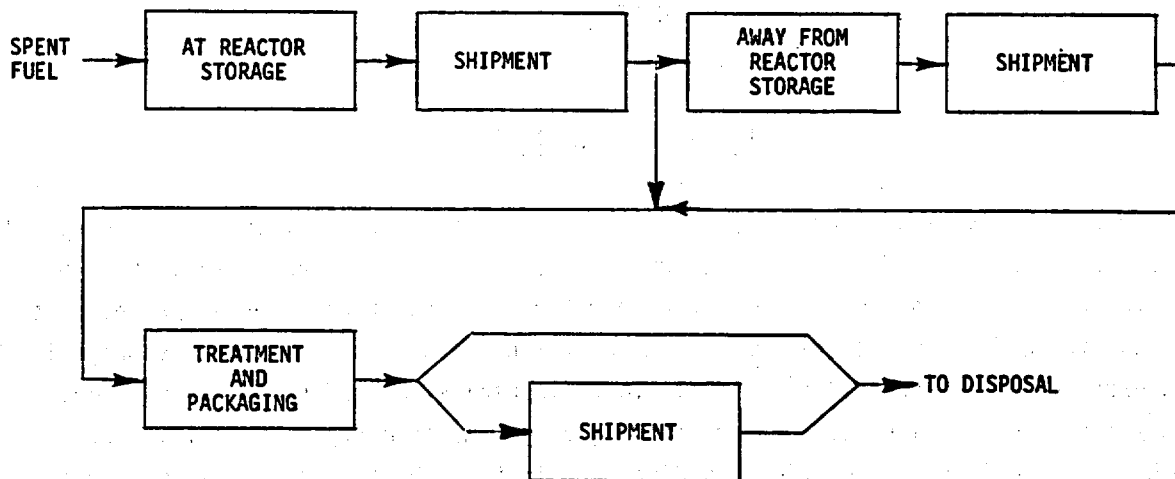 SPENT
FUEL
AT REACTOR
STORAGE
SHIPMENT
AWAY FROM
REACTOR
STORAGE
SHIPMENT
TREATMENT
AND
PACKAGING
SHIPMENT
TO DISPOSAL